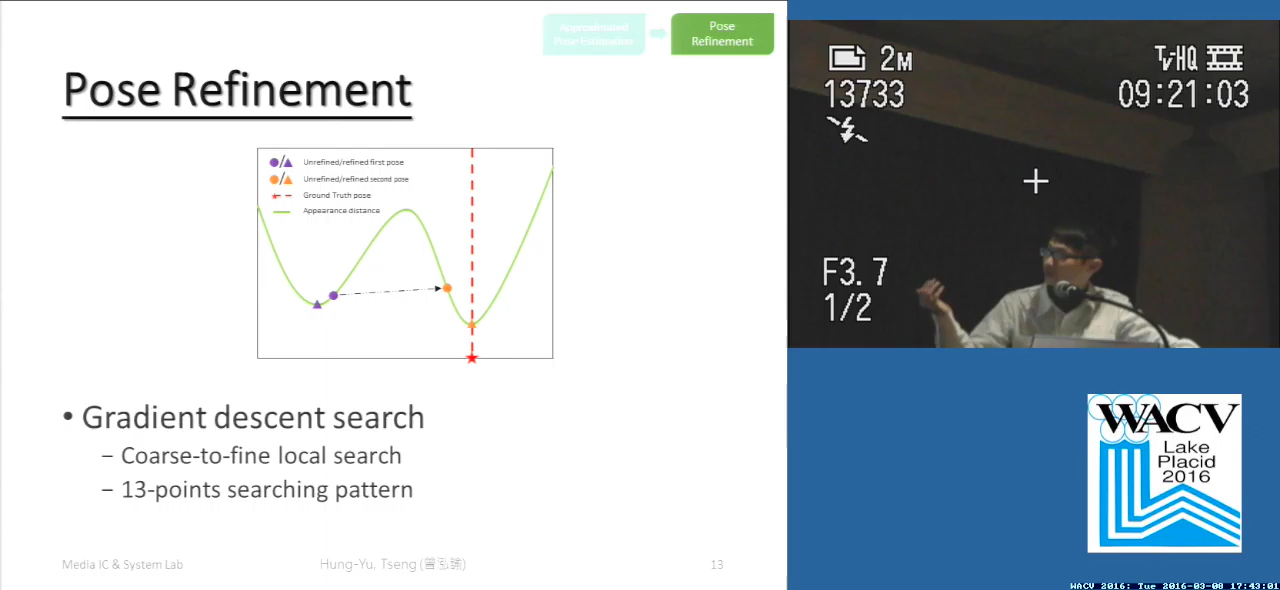 Approximated
Pose Estimation
Pose
Refinement
Pose Refinement
Unrefined/refined first pose
Unrefined/refined second pose
Ground Truth pose
Appearance distance
• Gradient descent search
– Coarse-to-fine local search
– 13-points searching pattern
Media IC & System Lab
Hung-Yu, Tseng (曾泓諭)
13
2M
Tv-HQ
13733
09:21:03
F3.7
1/2
WACV
Lake
Placid
2016
WACV 2016: Tue 2016-03-08 17:43:01